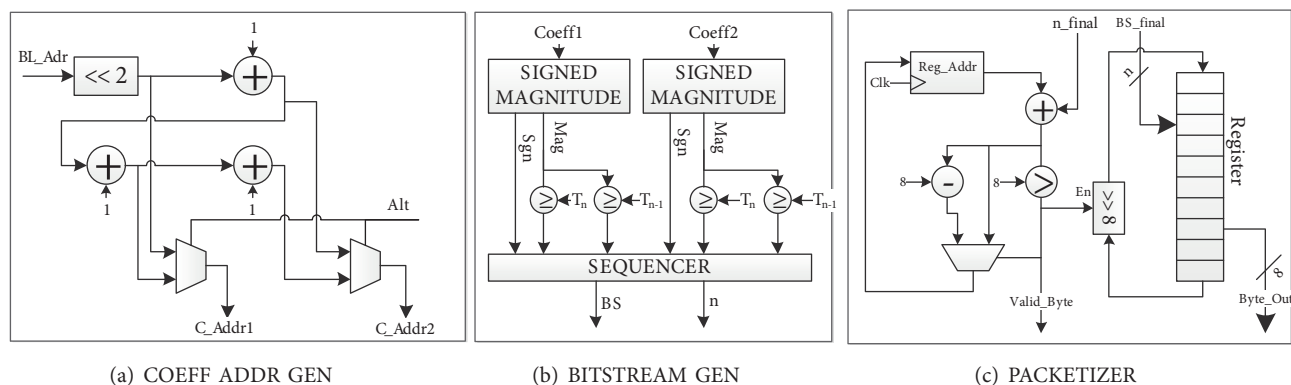 1
BL_Adr
<< 2
+
+
+
1
1
Alt
C_Addr1
C_Addr2
(a) COEFF ADDR GEN
Coeff1
Coeff2
SIGNED MAGNITUDE
SIGNED MAGNITUDE
Sgn
Mag
Sgn
Mag
≥
Tn
≥
Tn-1
≥
Tn
≥
Tn-1
SEQUENCER
BS
n
(b) BITSTREAM GEN
n_final
BS_final
Reg_Addr
Clk
+
n
8
-
8
>
En
>> 8
Register
8
Valid_Byte
Byte_Out
(c) PACKETIZER